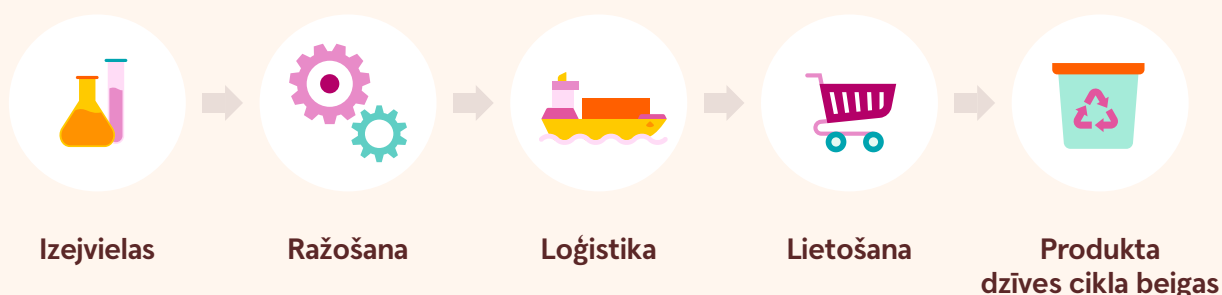 Izejvielas
Ražošana
Loģistika
Lietošana
Produkta
dzīves cikla beigas